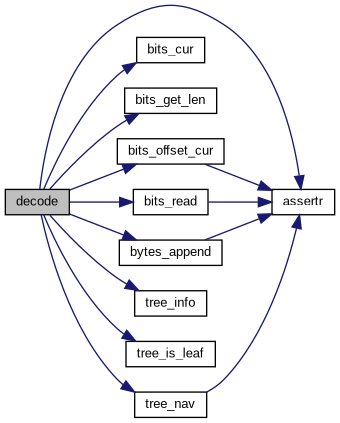 bits_cur
bits_get_len
bits_offset_cur
decode
bits_read
assertr
bytes_append
tree_info
tree_is_leaf
tree_nav